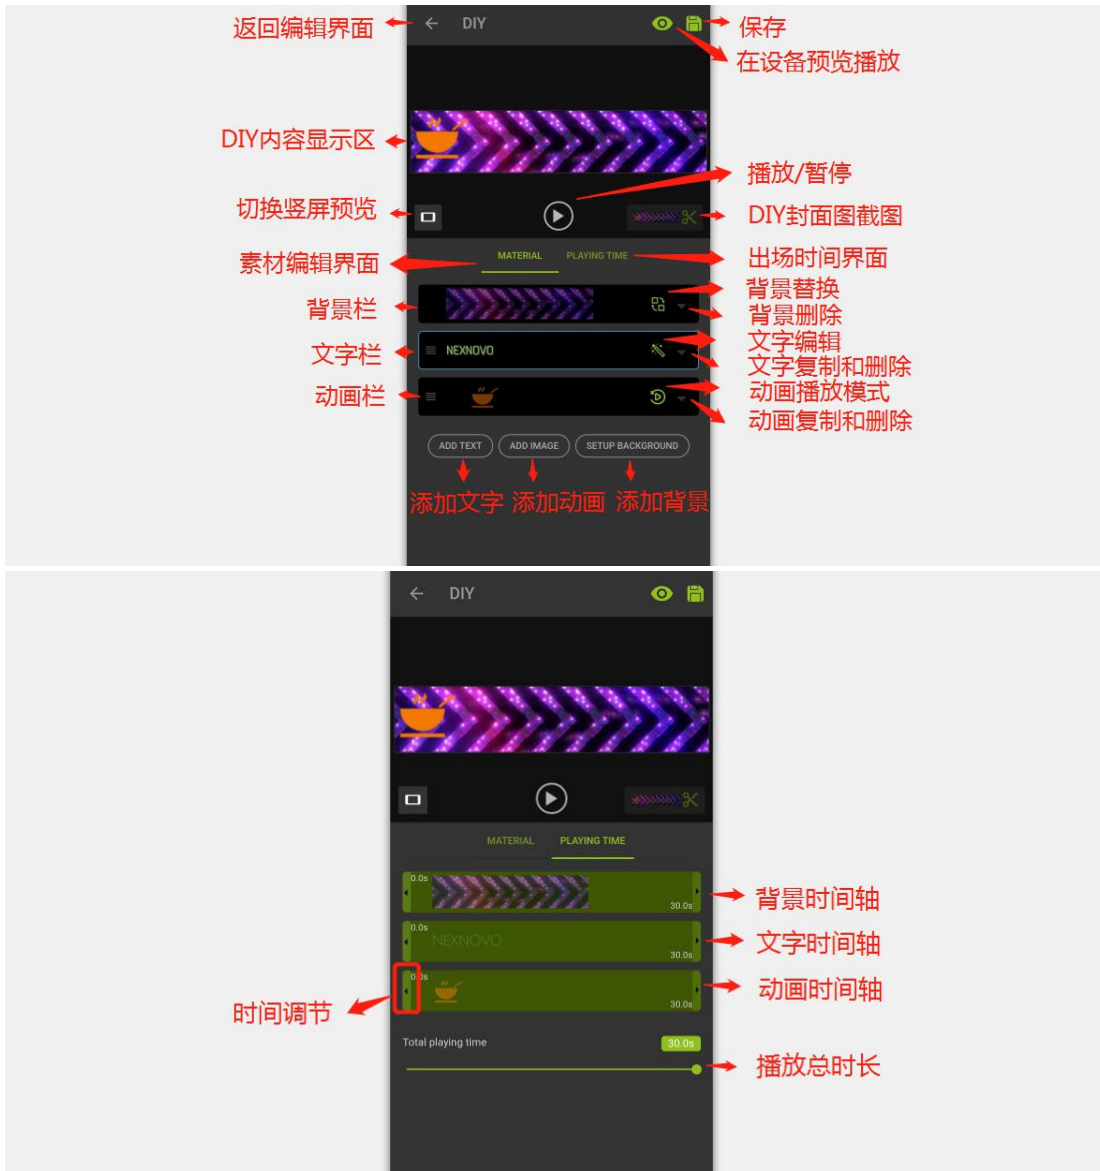 返回编辑界面
DIY
保存
在设备预览播放
DIY内容显示区
播放/暂停
切换竖屏预览
DIY封面图截图
MATERIAL
PLAYING TIME
素材编辑界面
出场时间界面
背景替换
背景栏
背景删除
文字编辑
文字栏
NEXNOVO
文字复制和删除
动画播放模式
动画栏
动画复制和删除
ADD TEXT
ADD IMAGE
SETUP BACKGROUND
添加文字
添加动画
添加背景
DIY
MATERIAL
PLAYING TIME
0.0s
30.0s
背景时间轴
0.0s
NEXNOVO
30.0s
文字时间轴
0.0s
30.0s
动画时间轴
时间调节
Total playing time
30.0s
播放总时长